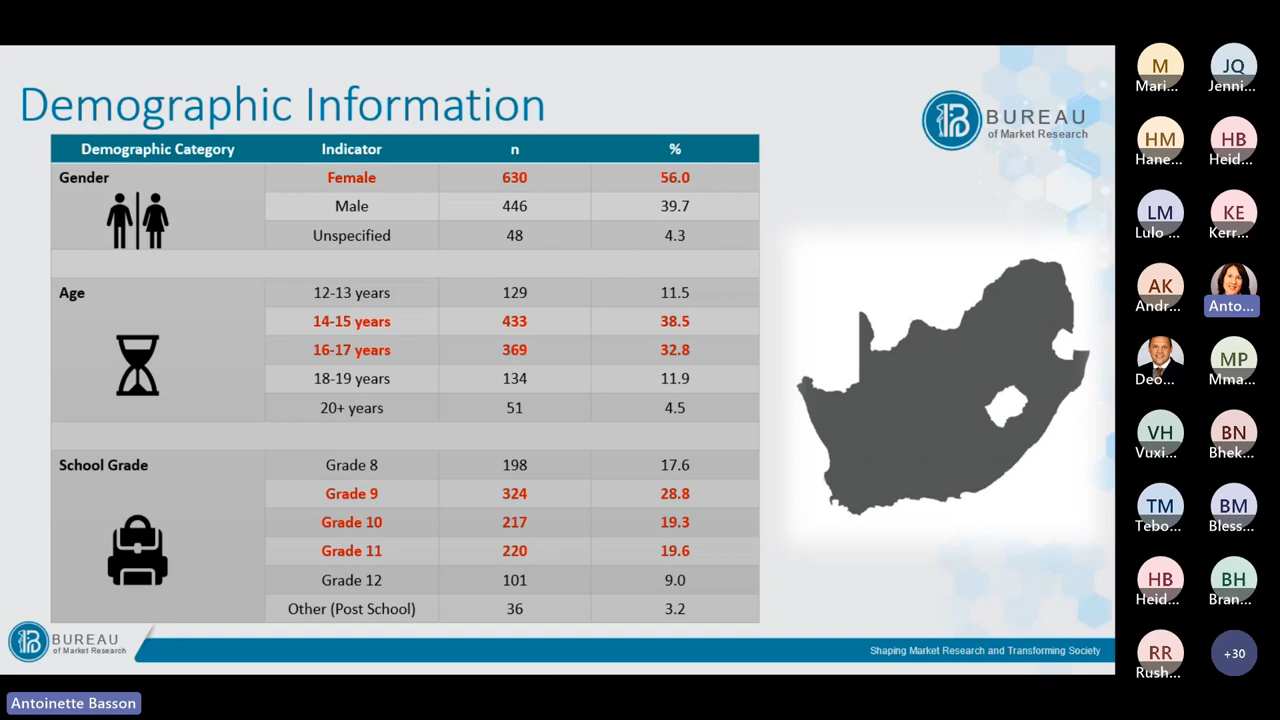 Demographic Information
BUREAU
of Market Research
Demographic Category Indicator n %
Gender Female 630 56.0
Male 446 39.7
Unspecified 48 4.3
Age 12-13 years 129 11.5
14-15 years 433 38.5
16-17 years 369 32.8
18-19 years 134 11.9
20+ years 51 4.5
School Grade Grade 8 198 17.6
Grade 9 324 28.8
Grade 10 217 19.3
Grade 11 220 19.6
Grade 12 101 9.0
Other (Post School) 36 3.2
BUREAU
of Market Research
Shaping Market Research and Transforming Society
Antoinette Basson
M JQ
Mari... Jenni...
HM HB
Hane... Heid...
LM KE
Lulo ... Kerr...
AK
Andr... Anto...
MP
Deo... Mma...
VH BN
Vuxi... Bhek...
TM BM
Tebo... Bless...
HB BH
Heid... Bran...
RR +30
Rush...